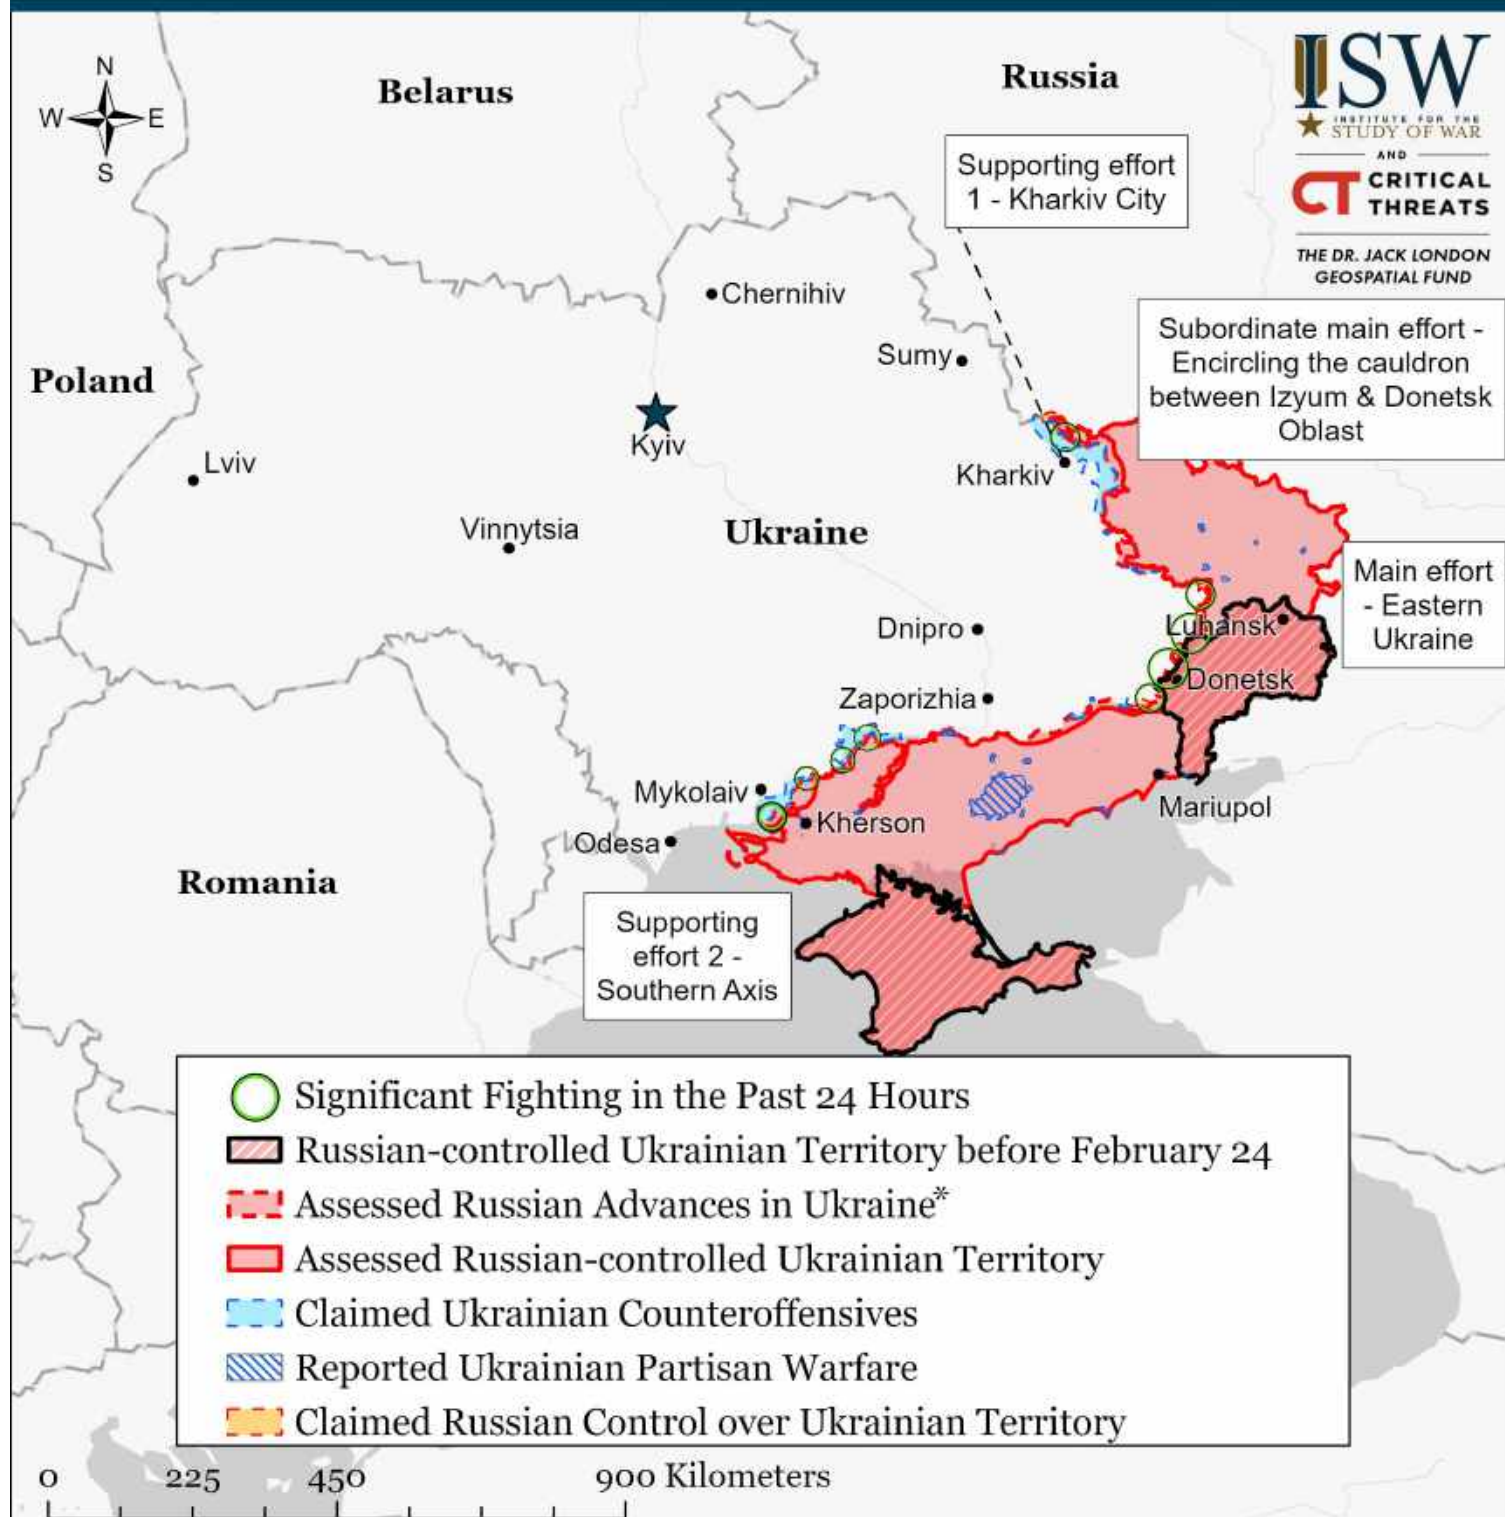 N
W E
S
Belarus
Russia
ISW
INSTITUTE FOR THE
STUDY OF WAR
AND
CT CRITICAL
THREATS
THE DR. JACK LONDON
GEOSPATIAL FUND
Supporting effort
1 - Kharkiv City
Chernihiv
Subordinate main effort -
Encircling the cauldron
between Izyum & Donetsk
Oblast
Sumy
Poland
Kyiv
Lviv
Kharkiv
Vinnytsia
Ukraine
Main effort
- Eastern
Ukraine
Dnipro
Luhansk
Donetsk
Zaporizhia
Mykolaiv
Mariupol
Kherson
Odesa
Romania
Supporting
effort 2 -
Southern Axis
Significant Fighting in the Past 24 Hours
Russian-controlled Ukrainian Territory before February 24
Assessed Russian Advances in Ukraine*
Assessed Russian-controlled Ukrainian Territory
Claimed Ukrainian Counteroffensives
Reported Ukrainian Partisan Warfare
Claimed Russian Control over Ukrainian Territory
0 225 450 900 Kilometers